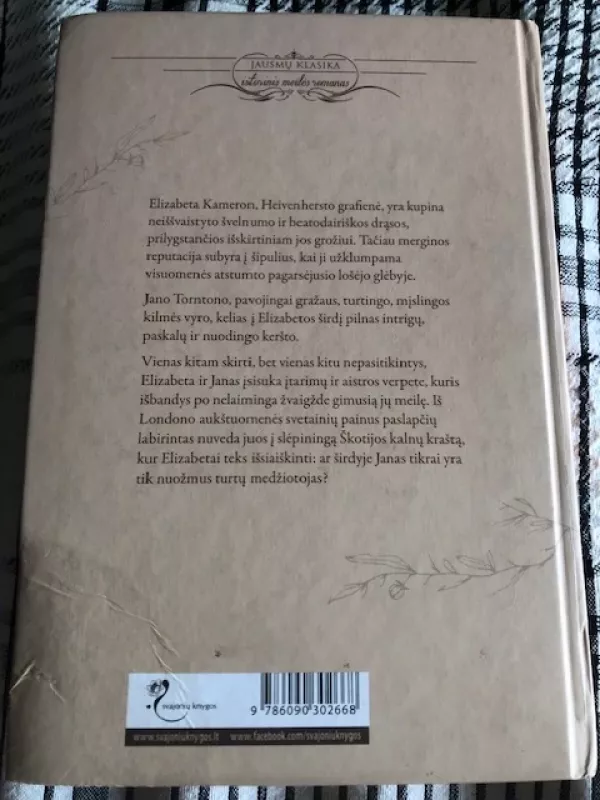 JAUSMŲ KLASIKA
istorinis meilės romanas
Elizabeta Kameron, Heivenhersto grafienė, yra kupina
neišsvaistyto švelnumo ir beatodairiškos drąsos,
prilygstančios išskirtiniam jos grožiui. Tačiau merginos
reputacija subyra į šipulius, kai ji užklumpama
visuomenės atstumto pagarsėjusio lošėjo glėbyje.
Jano Torntono, pavojingai gražaus, turtingo, mįslingos
kilmės vyro, kelias į Elizabetos širdį pilnas intrigų,
paskalų ir nuodingo keršto.
Vienas kitam skirti, bet vienas kitu nepasitikintys,
Elizabeta ir Janas įsisuka įtarimų ir aistros verpete, kuris
išbandys po nelaiminga žvaigžde gimusią jų meilę. Iš
Londono aukštuomenės svetainių painus paslapčių
labirintas nuveda juos į slėpiningą Škotijos kalnų kraštą,
kur Elizabetai teks išsiaiškinti: ar širdyje Janas tikrai yra
tik nuožmus turtų medžiotojas?
svajonių knygos
9 786090 302668
www.svajoniuknygos.lt www.facebook.com/svajoniuknygos